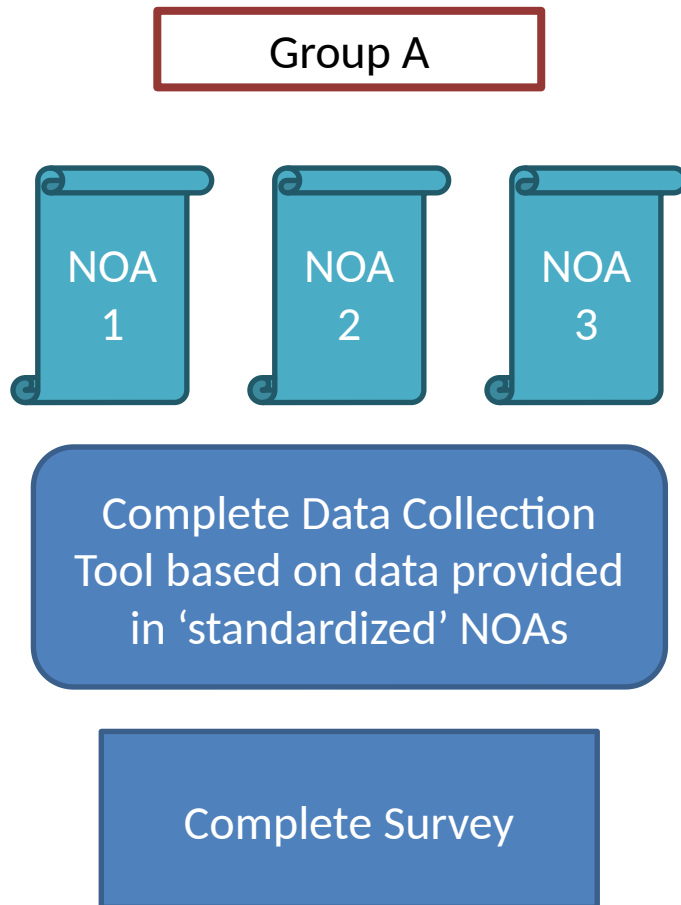 Group A
NOA
1
NOA
2
NOA
3
Complete Data Collection
Tool based on data provided
in ‘standardized’ NOAs
Complete Survey